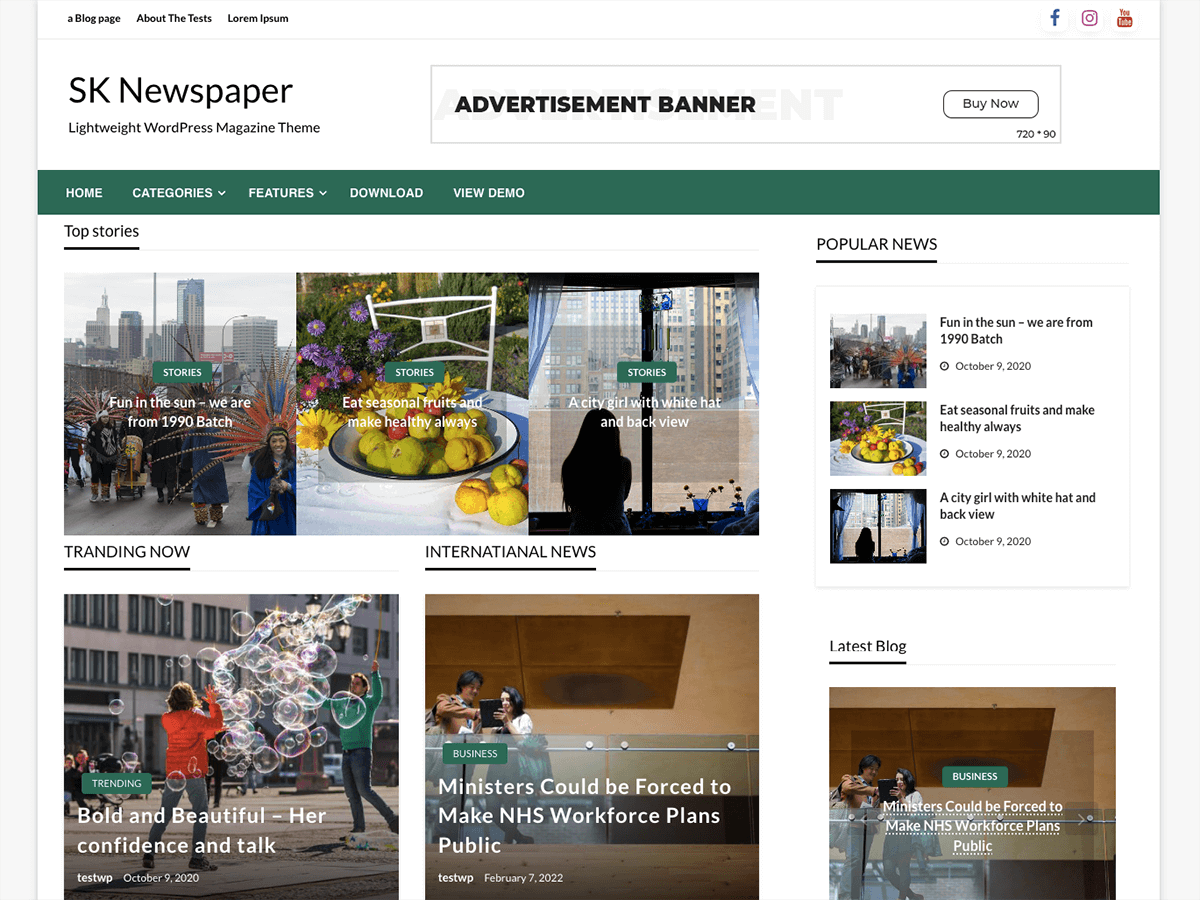 a Blog page About The Tests Lorem Ipsum
You
Tube
SK Newspaper
Lightweight WordPress Magazine Theme
ADVERTISEMENT
ADVERTISEMENT BANNER
Buy Now
720 * 90
HOME CATEGORIES FEATURES DOWNLOAD VIEW DEMO
Top stories
STORIES
Fun in the sun – we are
from 1990 Batch
STORIES
Eat seasonal fruits and
make healthy always
STORIES
A city girl with white hat
and back view
TRANDING NOW
TRENDING
Bold and Beautiful – Her
confidence and talk
testwp October 9, 2020
INTERNATIANAL NEWS
BUSINESS
Ministers Could be Forced to
Make NHS Workforce Plans
Public
testwp February 7, 2022
POPULAR NEWS
Fun in the sun – we are from
1990 Batch
October 9, 2020
Eat seasonal fruits and make
healthy always
October 9, 2020
A city girl with white hat and
back view
October 9, 2020
Latest Blog
BUSINESS
Ministers Could be Forced to
Make NHS Workforce Plans
Public